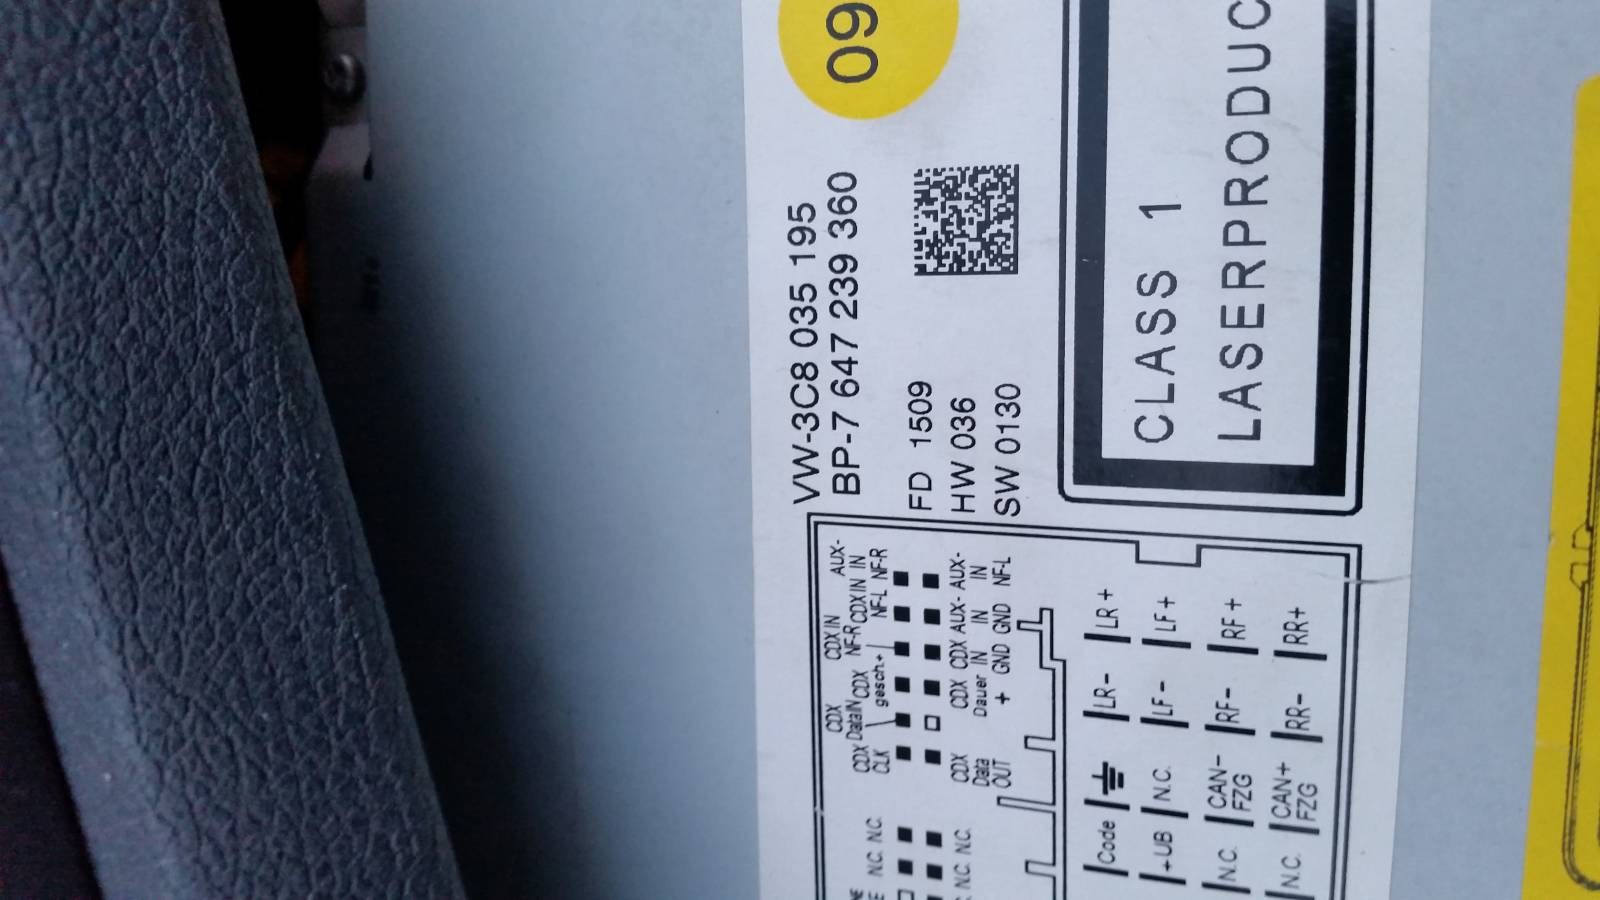 09
VW-3C8 035 195
BP-7 647 239 360
FD 1509
HW 036
SW 0130
CLASS 1
LASERPRODUC
CDX CLK
CDX DataIN
CDX gesch.+
CDX IN NF-R
CDX IN NF-L
AUX-IN NF-R
CDX Data OUT
CDX Dauer +
CDX IN GND
AUX-IN GND
AUX-IN NF-L
N.C. N.C.
N.C. N.C.
Code LR- LR+
+UB N.C. LF- LF+
N.C. CAN- FZG RF- RF+
N.C. CAN+ FZG RR- RR+